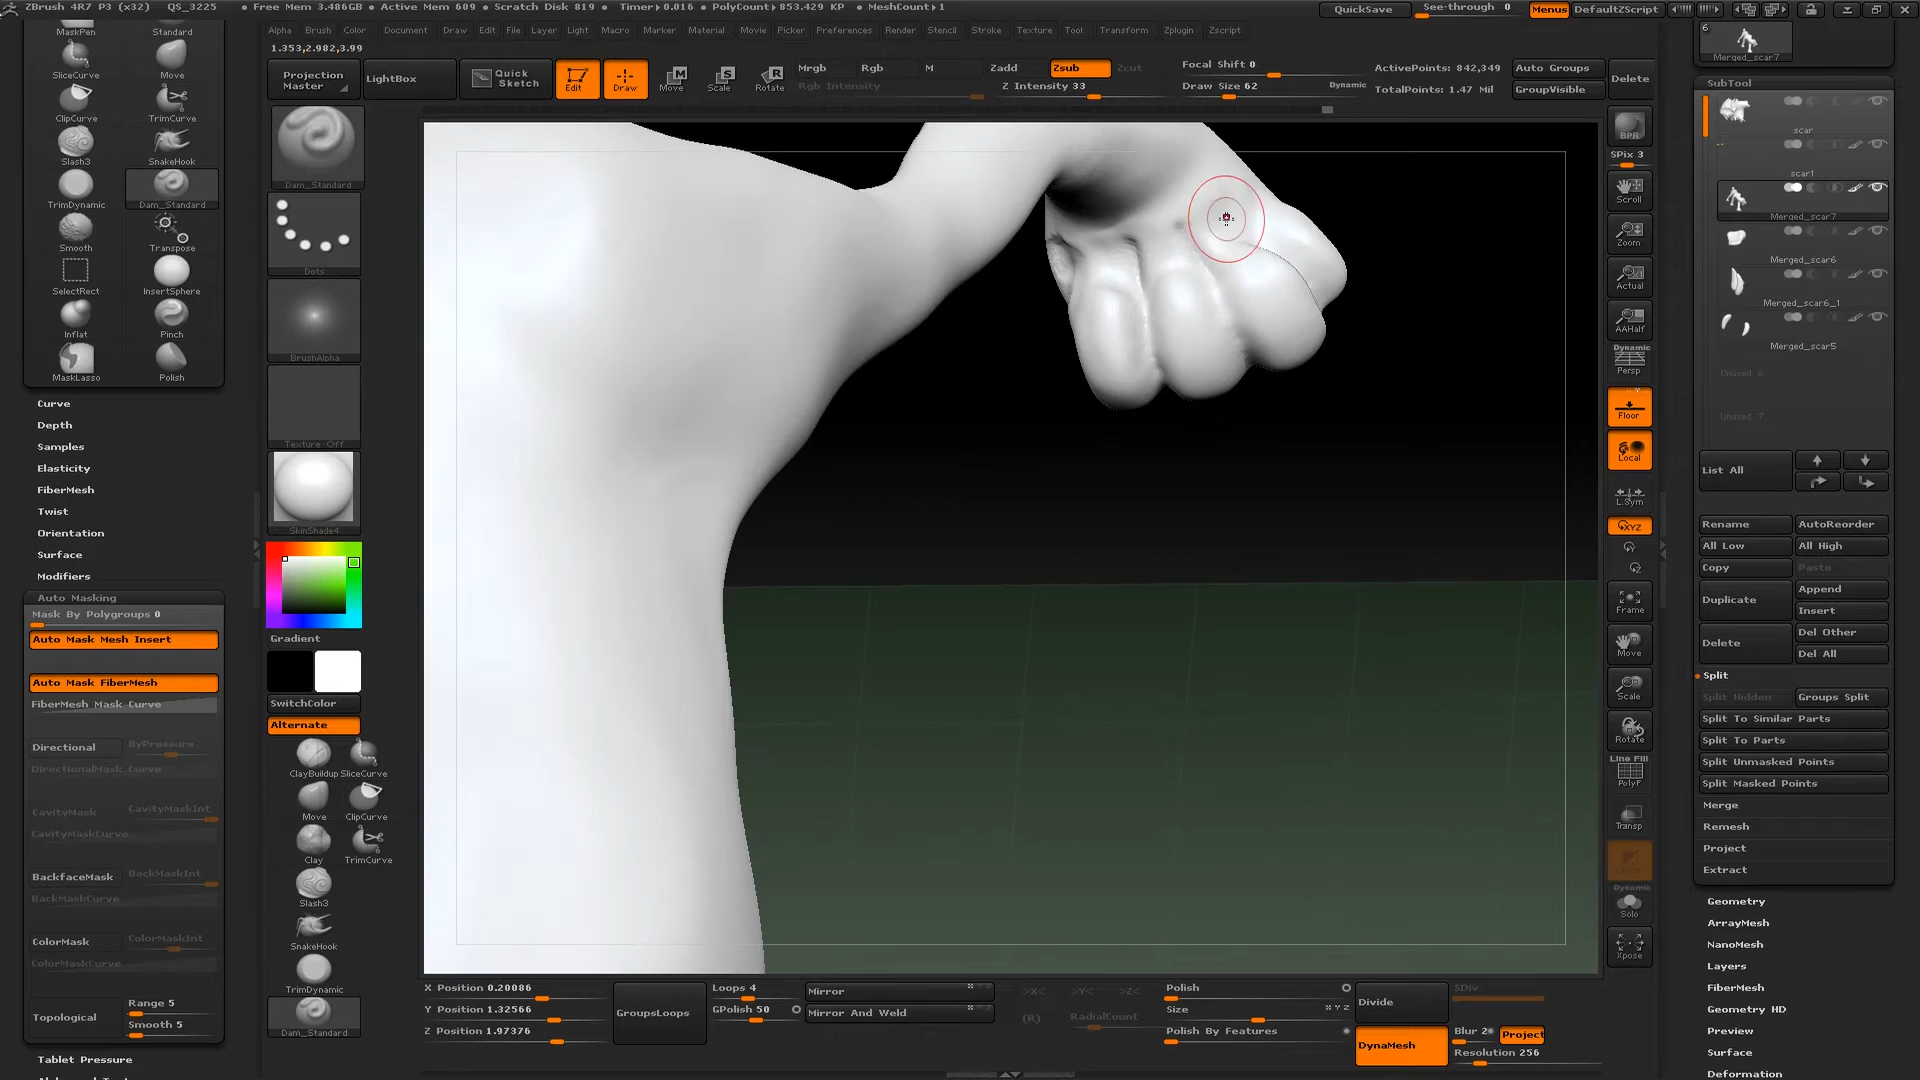 ZBrush 4R7 P3 (x32) QS_3225 • Free Mem 3.486GB • Active Mem 609 • Scratch Disk 819 • Timer▸0.016 • PolyCount▸853.429 KP • MeshCount▸1
QuickSave See-through 0 Menus DefaultZScript
Alpha Brush Color Document Draw Edit File Layer Light Macro Marker Material Movie Picker Preferences Render Stencil Stroke Texture Tool Transform Zplugin Zscript
1.353,2.982,3.99
Projection Master
LightBox
Quick Sketch
Edit
Draw
Move
Scale
Rotate
Mrgb Rgb M
Rgb Intensity
Zadd Zsub Zcut
Z Intensity 33
Focal Shift 0
Draw Size 62 Dynamic
ActivePoints: 842,349
TotalPoints: 1.47 Mil
Auto Groups
GroupVisible
Delete
MaskPen Standard
SliceCurve Move
ClipCurve TrimCurve
Slash3 SnakeHook
TrimDynamic Dam_Standard
Smooth Transpose
SelectRect InsertSphere
Inflat Pinch
MaskLasso Polish
Curve
Depth
Samples
Elasticity
FiberMesh
Twist
Orientation
Surface
Modifiers
Auto Masking
Mask By Polygroups 0
Auto Mask Mesh Insert
Auto Mask FiberMesh
FiberMesh Mask Curve
Directional ByPressure
DirectionalMask Curve
CavityMask CavityMaskInt
CavityMaskCurve
BackfaceMask BackMaskInt
BackMaskCurve
ColorMask ColorMaskInt
ColorMaskCurve
Topological Range 5
Smooth 5
Tablet Pressure
Dam_Standard
Dots
BrushAlpha
Texture Off
SkinShade4
Gradient
SwitchColor
Alternate
ClayBuildup SliceCurve
Move ClipCurve
Clay TrimCurve
Slash3
SnakeHook
TrimDynamic
Dam_Standard
X Position 0.20086
Y Position 1.32566
Z Position 1.97376
GroupsLoops
Loops 4
GPolish 50
Mirror
Mirror And Weld
>X< >Y< >Z<
(R) RadialCount
Polish
Size X Y Z
Polish By Features
Divide
DynaMesh
SDiv
Blur 2 Project
Resolution 256
BPR
SPix 3
Scroll
Zoom
Actual
AAHalf
Dynamic
Persp
Floor
Local
L.Sym
XYZ
Frame
Move
Scale
Rotate
Line Fill
PolyF
Transp
Dynamic
Solo
Xpose
6
Merged_scar7
SubTool
scar
scar1
Merged_scar7
Merged_scar6
Merged_scar6_1
Merged_scar5
Unused 6
Unused 7
List All
Rename AutoReorder
All Low All High
Copy Paste
Duplicate Append
Insert
Delete Del Other
Del All
Split
Split Hidden Groups Split
Split To Similar Parts
Split To Parts
Split Unmasked Points
Split Masked Points
Merge
Remesh
Project
Extract
Geometry
ArrayMesh
NanoMesh
Layers
FiberMesh
Geometry HD
Preview
Surface
Deformation